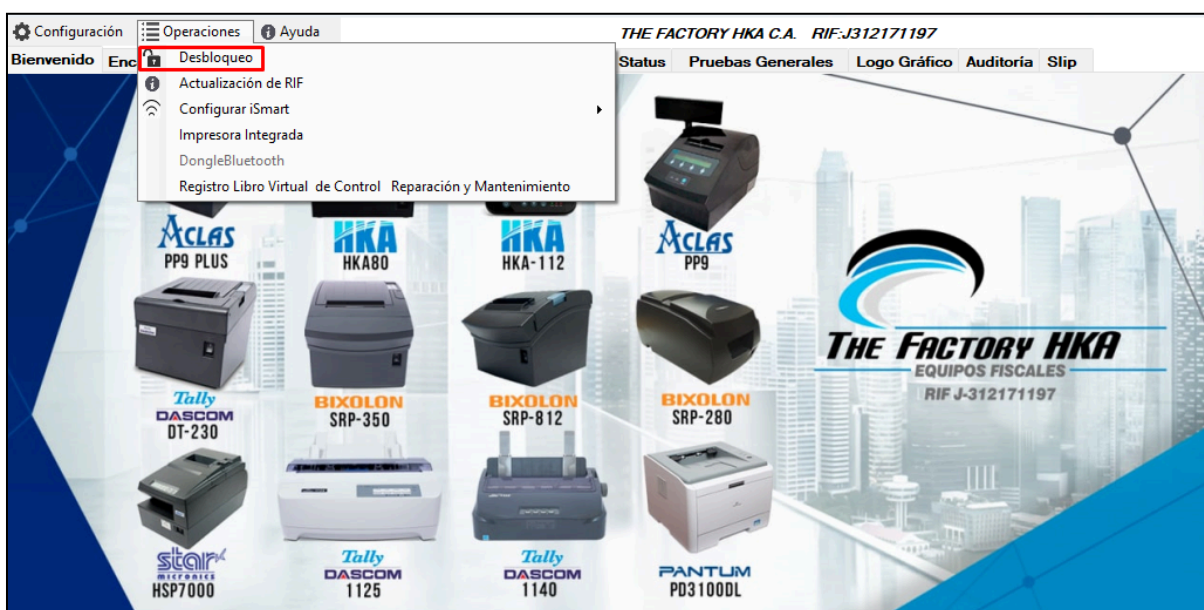 Configuración Operaciones Ayuda THE FACTORY HKA C.A. RIF:J312171197
Bienvenido Enc Status Pruebas Generales Logo Gráfico Auditoría Slip
Desbloqueo
Actualización de RIF
Configurar iSmart
Impresora Integrada
DongleBluetooth
Registro Libro Virtual de Control Reparación y Mantenimiento
ACLAS HKA HKA ACLAS
PP9 PLUS HKA80 HKA-112 PP9
THE FACTORY HKA
EQUIPOS FISCALES
RIF J-312171197
Tally BIXOLON BIXOLON BIXOLON
DASCOM SRP-350 SRP-812 SRP-280
DT-230
star Tally Tally PANTUM
MICRONICS DASCOM DASCOM PD3100DL
HSP7000 1125 1140